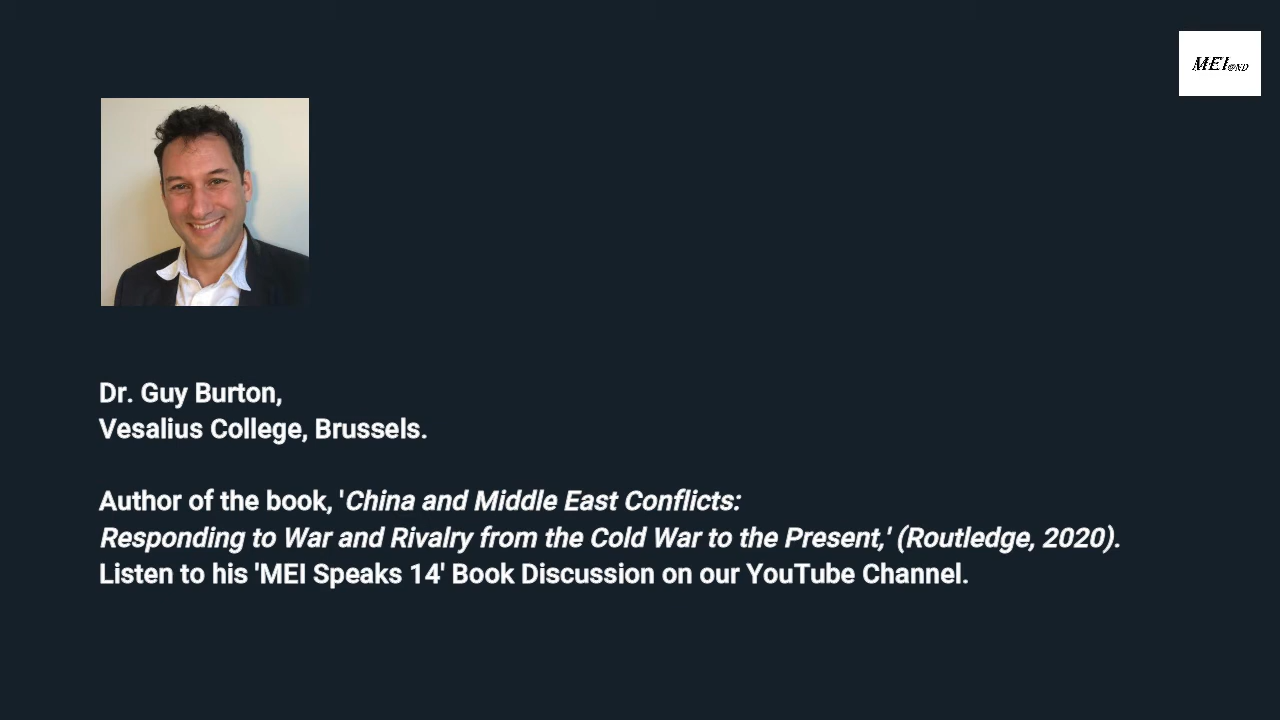 MEI@ND
Dr. Guy Burton,
Vesalius College, Brussels.
Author of the book, 'China and Middle East Conflicts:
Responding to War and Rivalry from the Cold War to the Present,' (Routledge, 2020).
Listen to his 'MEI Speaks 14' Book Discussion on our YouTube Channel.